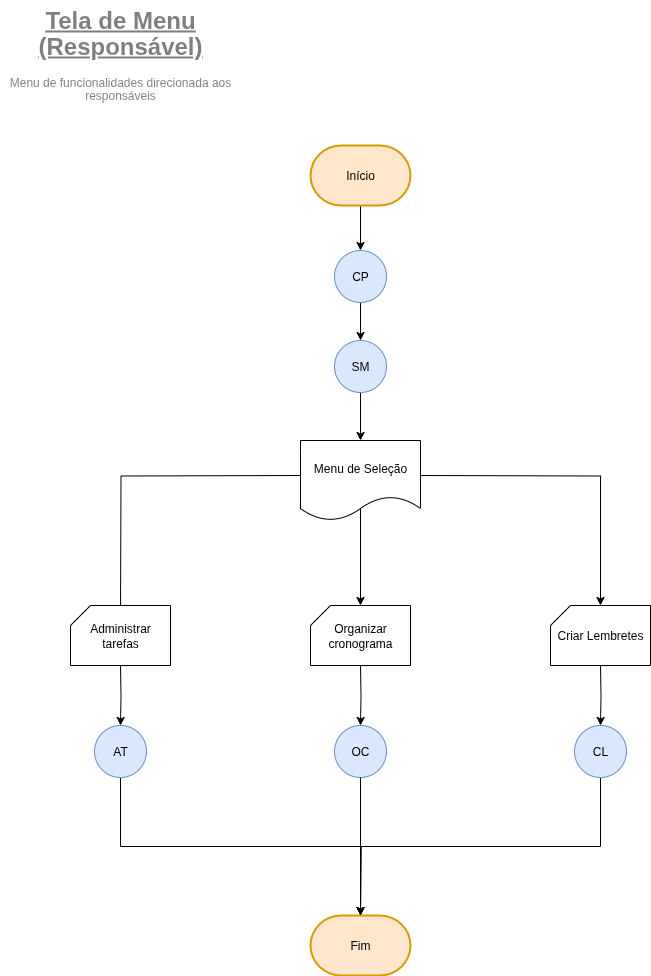 Tela de Menu
(Responsável)
Menu de funcionalidades direcionada aos
responsáveis
Início
CP
SM
Menu de Seleção
Administrar
tarefas
Organizar
cronograma
Criar Lembretes
AT
OC
CL
Fim